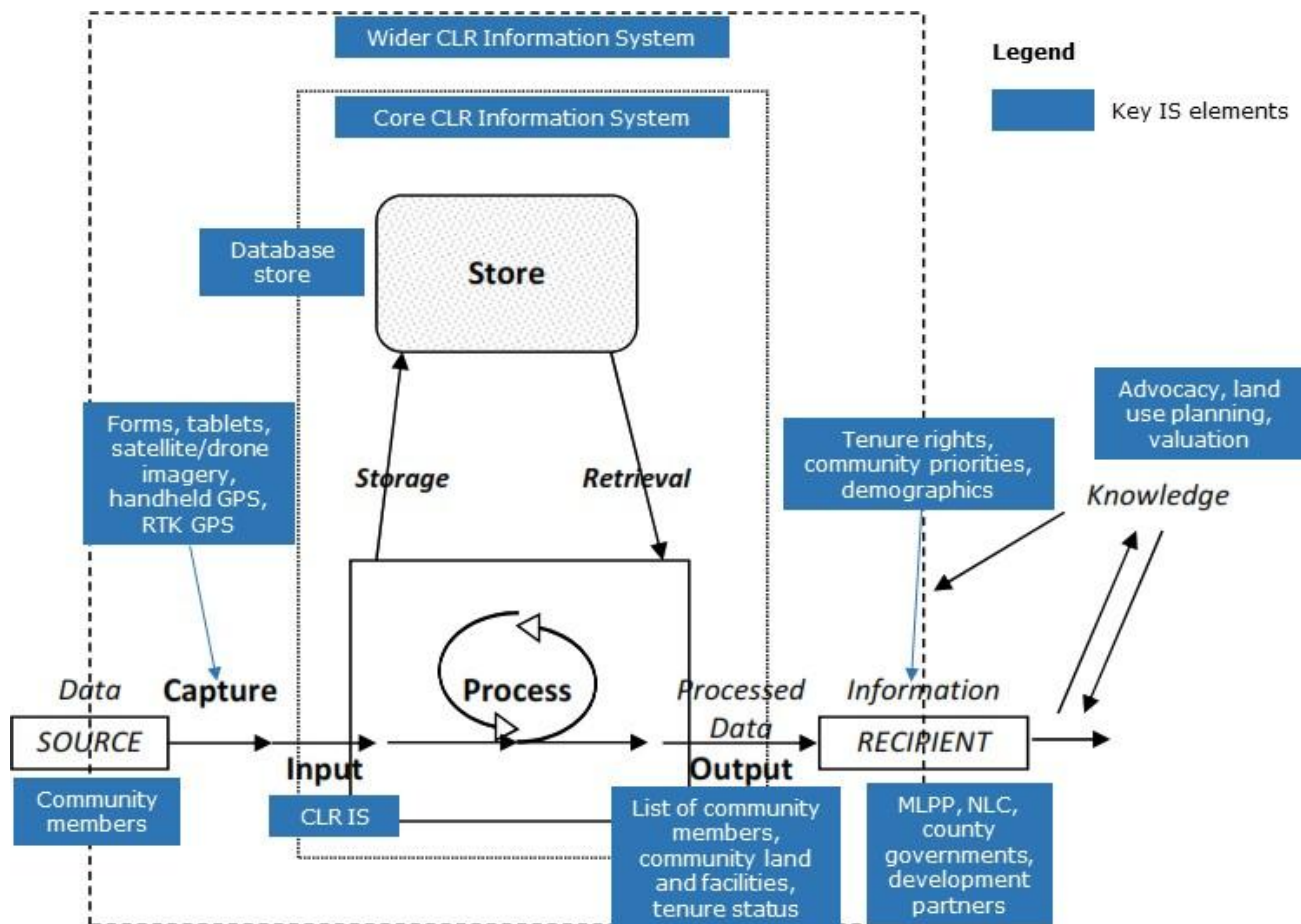 Wider CLR Information System
Legend
Key IS elements
Core CLR Information System
Database
store
Store
Forms, tablets,
satellite/drone
imagery,
handheld GPS,
RTK GPS
Storage
Retrieval
Tenure rights,
community priorities,
demographics
Advocacy, land
use planning,
valuation
Knowledge
Data
SOURCE
Community
members
Capture
Input
CLR IS
Process
Processed
Data
Output
List of community
members,
community land
and facilities,
tenure status
Information
RECIPIENT
MLPP, NLC,
county
governments,
development
partners